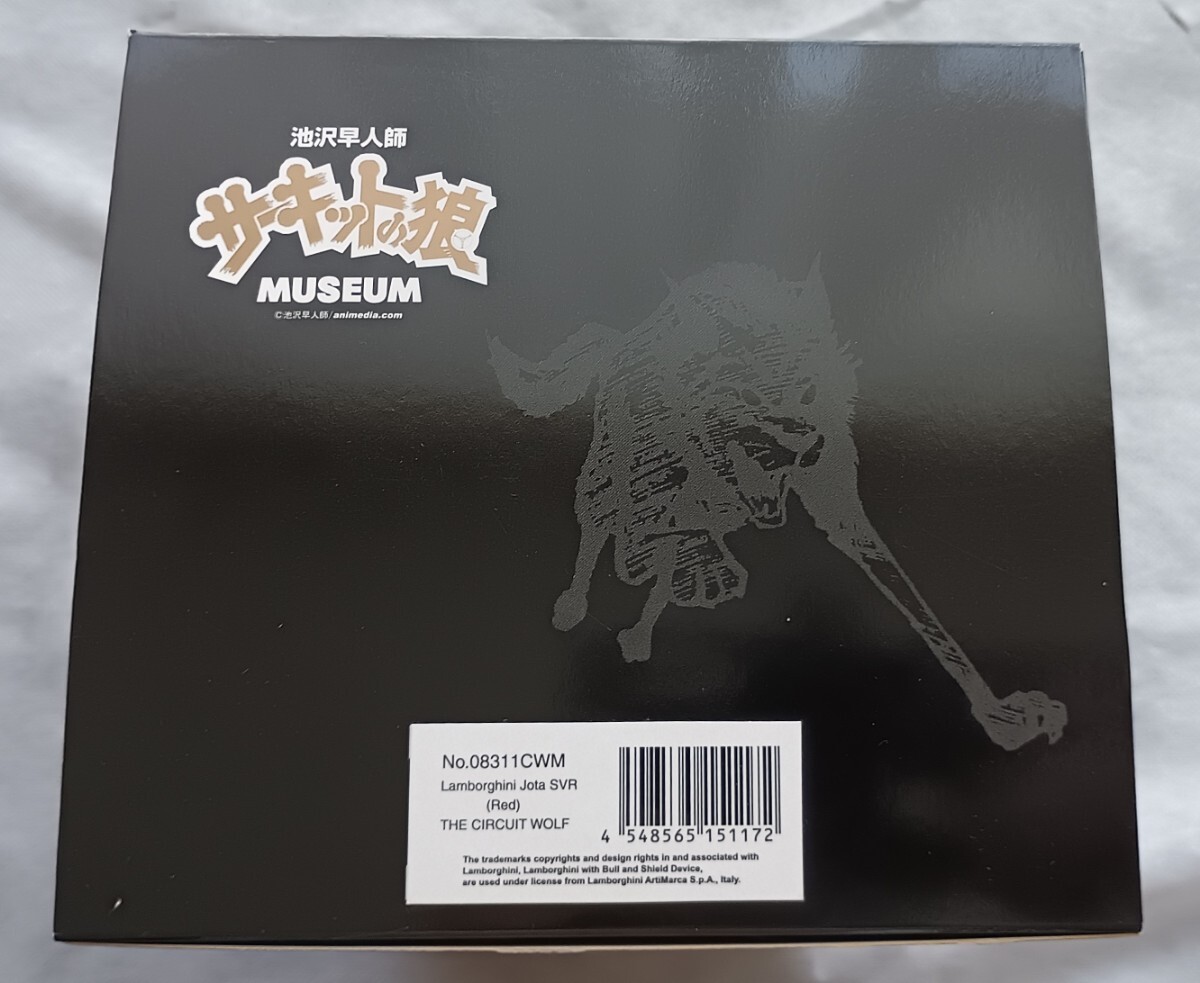 池沢早人師
サーキットの狼
MUSEUM
©池沢早人師/animedia.com
No.08311CWM
Lamborghini Jota SVR
(Red)
THE CIRCUIT WOLF
4 548565 151172
The trademarks copyrights and design rights in and associated with
Lamborghini, Lamborghini with Bull and Shield Device,
are used under license from Lamborghini ArtiMarca S.p.A., Italy.